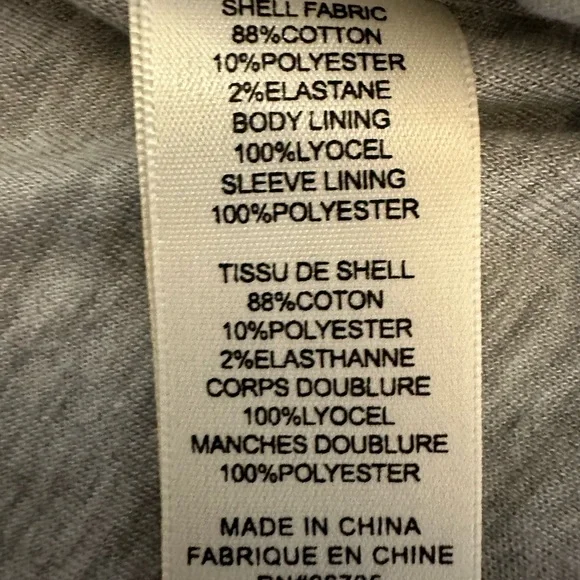 SHELL FABRIC
88%COTTON
10%POLYESTER
2%ELASTANE
BODY LINING
100%LYOCEL
SLEEVE LINING
100%POLYESTER
TISSU DE SHELL
88%COTON
10%POLYESTER
2%ELASTHANNE
CORPS DOUBLURE
100%LYOCEL
MANCHES DOUBLURE
100%POLYESTER
MADE IN CHINA
FABRIQUE EN CHINE